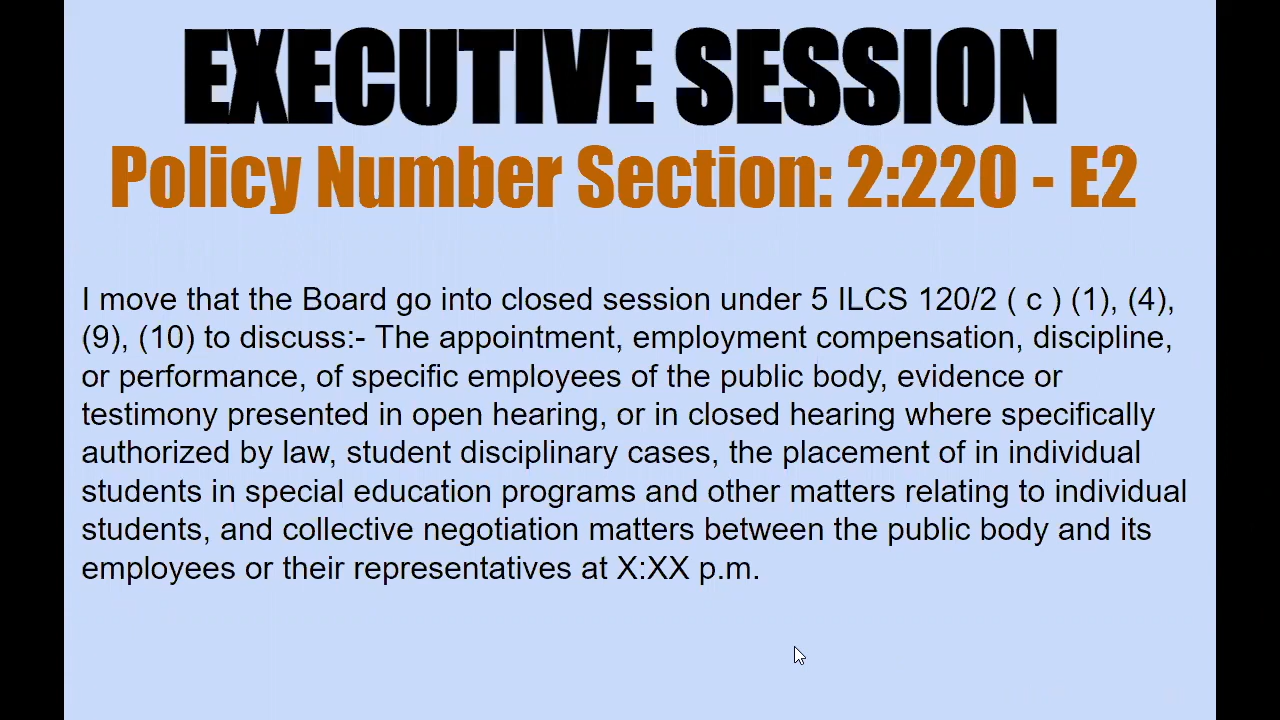 EXECUTIVE SESSION
Policy Number Section: 2:220 - E2
I move that the Board go into closed session under 5 ILCS 120/2 ( c ) (1), (4),
(9), (10) to discuss:- The appointment, employment compensation, discipline,
or performance, of specific employees of the public body, evidence or
testimony presented in open hearing, or in closed hearing where specifically
authorized by law, student disciplinary cases, the placement of in individual
students in special education programs and other matters relating to individual
students, and collective negotiation matters between the public body and its
employees or their representatives at X:XX p.m.